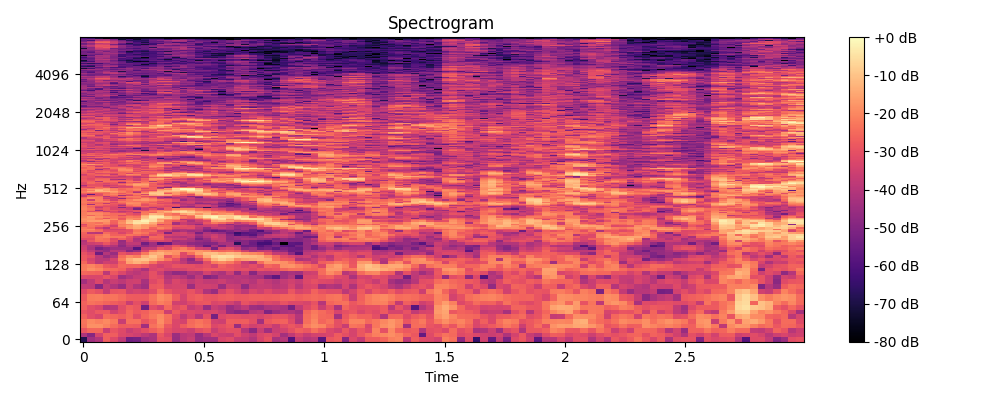 Spectrogram
Hz
4096
2048
1024
512
256
128
64
0
0
0.5
1
1.5
2
2.5
Time
+0 dB
-10 dB
-20 dB
-30 dB
-40 dB
-50 dB
-60 dB
-70 dB
-80 dB